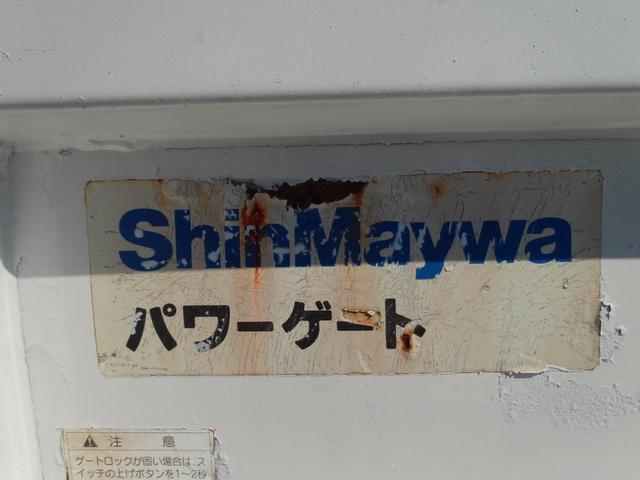 ShinMaywa
パワーゲート
⚠ 注 意
ゲートロックが固い場合は、ス
イッチの上げボタンを1〜2秒